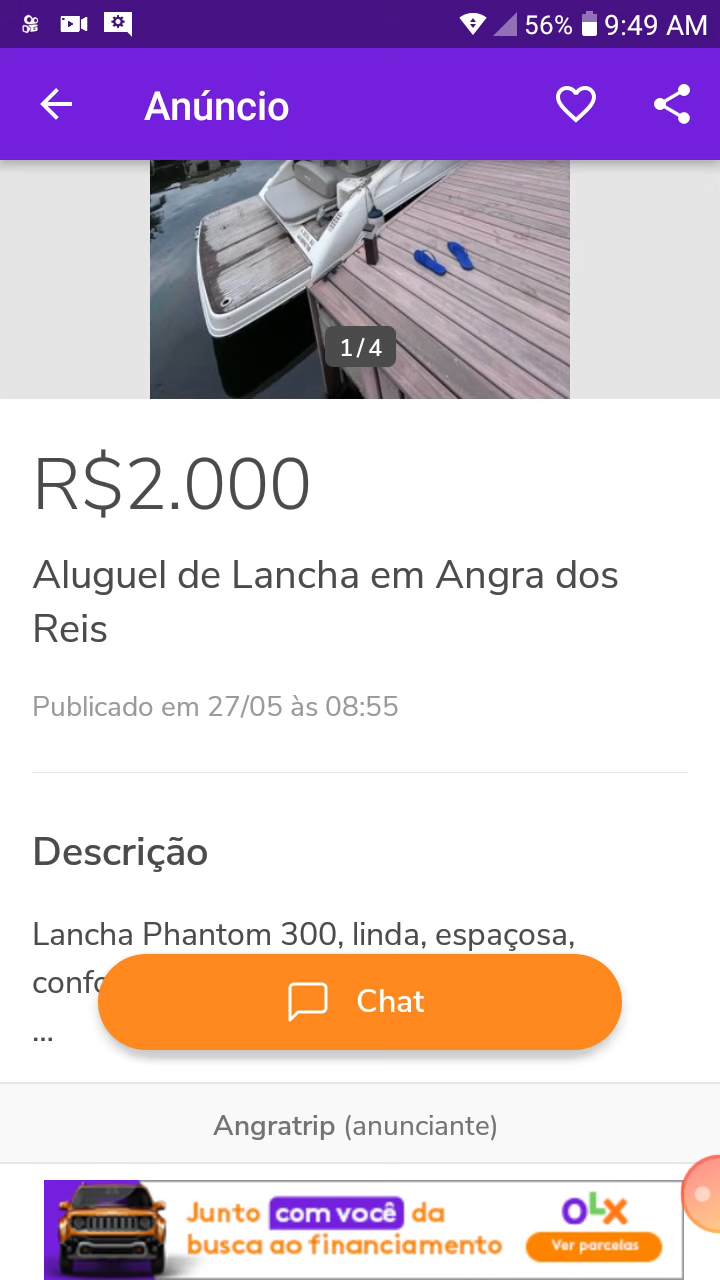 56% 9:49 AM
Anúncio
1/4
R$2.000
Aluguel de Lancha em Angra dos
Reis
Publicado em 27/05 às 08:55
Descrição
Lancha Phantom 300, linda, espaçosa,
Chat
...
Angratrip (anunciante)
Junto com você da
busca ao financiamento
OLX
Ver parcelas